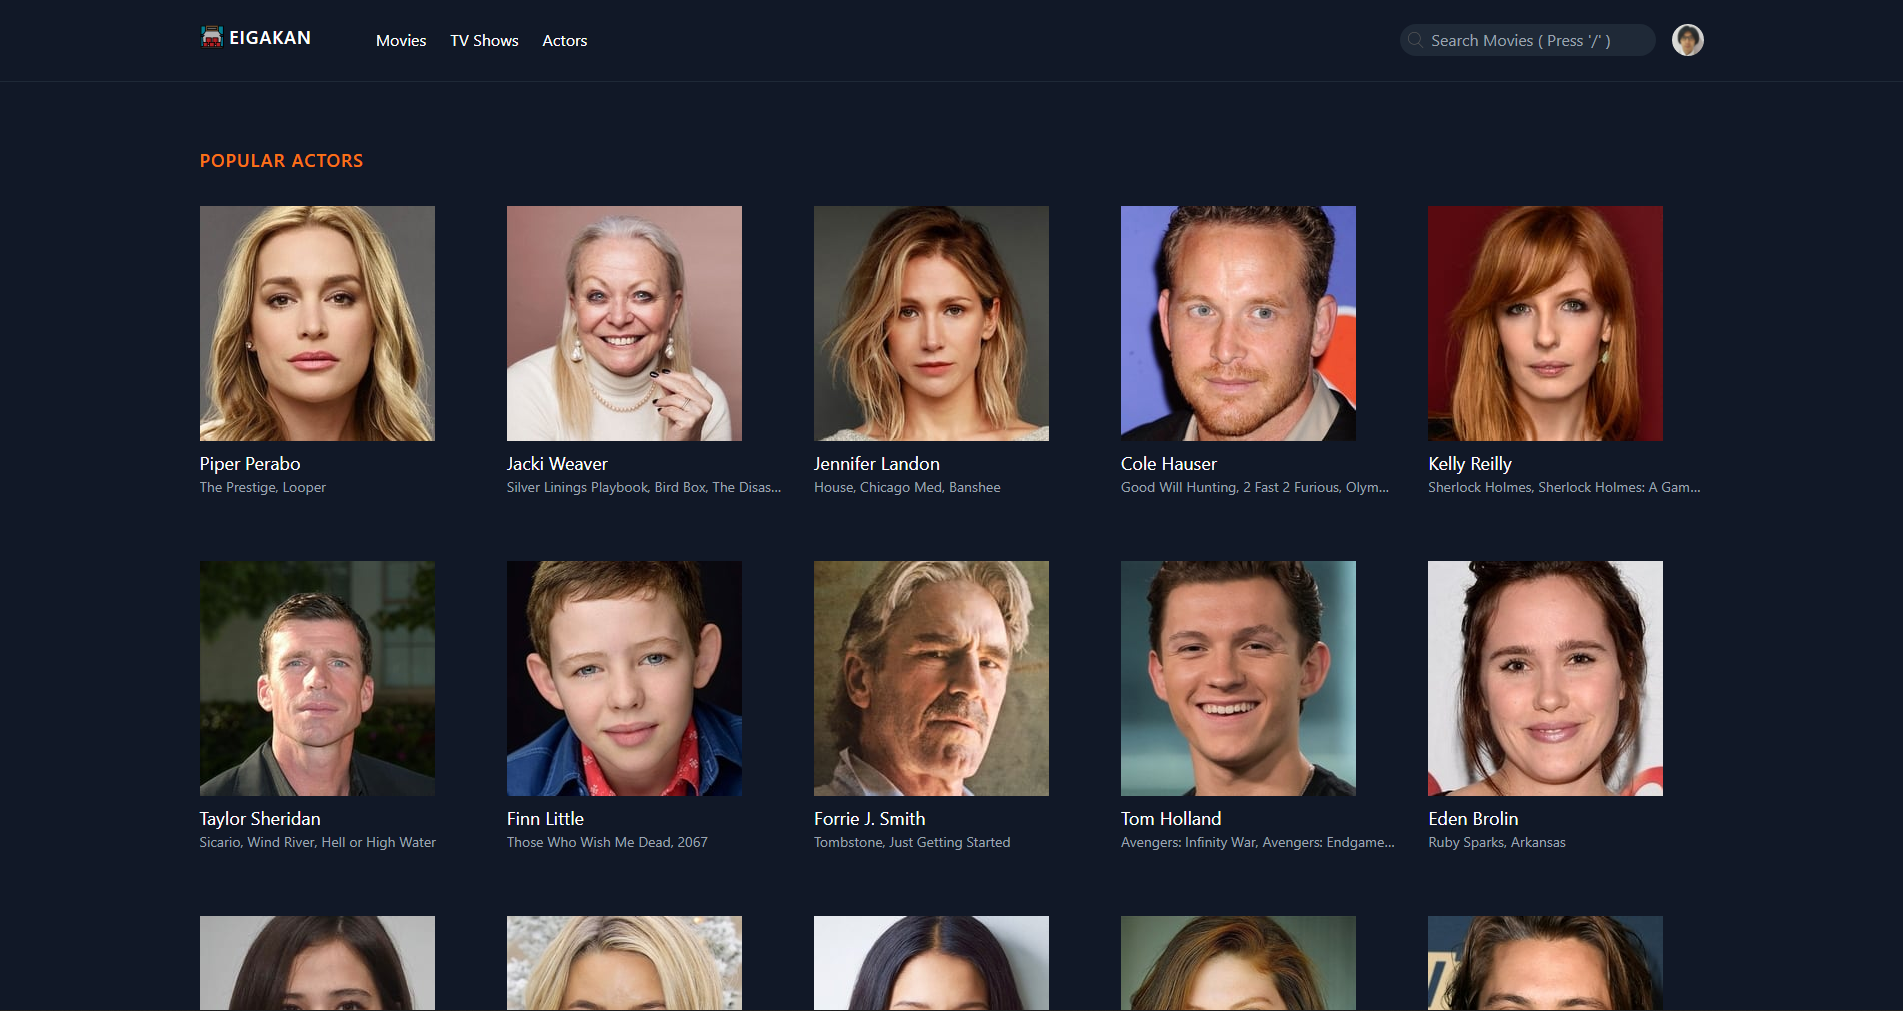 EIGAKAN
Movies TV Shows Actors
Search Movies ( Press '/' )
POPULAR ACTORS
Piper Perabo
The Prestige, Looper
Jacki Weaver
Silver Linings Playbook, Bird Box, The Disas...
Jennifer Landon
House, Chicago Med, Banshee
Cole Hauser
Good Will Hunting, 2 Fast 2 Furious, Olym...
Kelly Reilly
Sherlock Holmes, Sherlock Holmes: A Gam...
Taylor Sheridan
Sicario, Wind River, Hell or High Water
Finn Little
Those Who Wish Me Dead, 2067
Forrie J. Smith
Tombstone, Just Getting Started
Tom Holland
Avengers: Infinity War, Avengers: Endgame...
Eden Brolin
Ruby Sparks, Arkansas